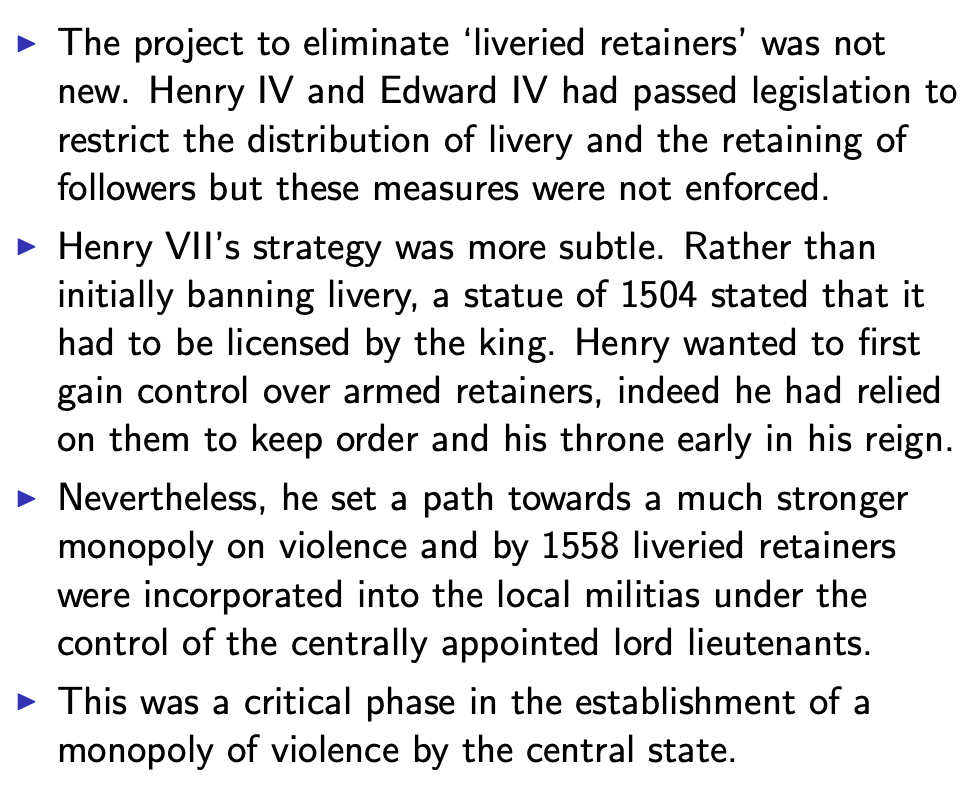 ▶ The project to eliminate ‘liveried retainers’ was not
new. Henry IV and Edward IV had passed legislation to
restrict the distribution of livery and the retaining of
followers but these measures were not enforced.
▶ Henry VII’s strategy was more subtle. Rather than
initially banning livery, a statue of 1504 stated that it
had to be licensed by the king. Henry wanted to first
gain control over armed retainers, indeed he had relied
on them to keep order and his throne early in his reign.
▶ Nevertheless, he set a path towards a much stronger
monopoly on violence and by 1558 liveried retainers
were incorporated into the local militias under the
control of the centrally appointed lord lieutenants.
▶ This was a critical phase in the establishment of a
monopoly of violence by the central state.